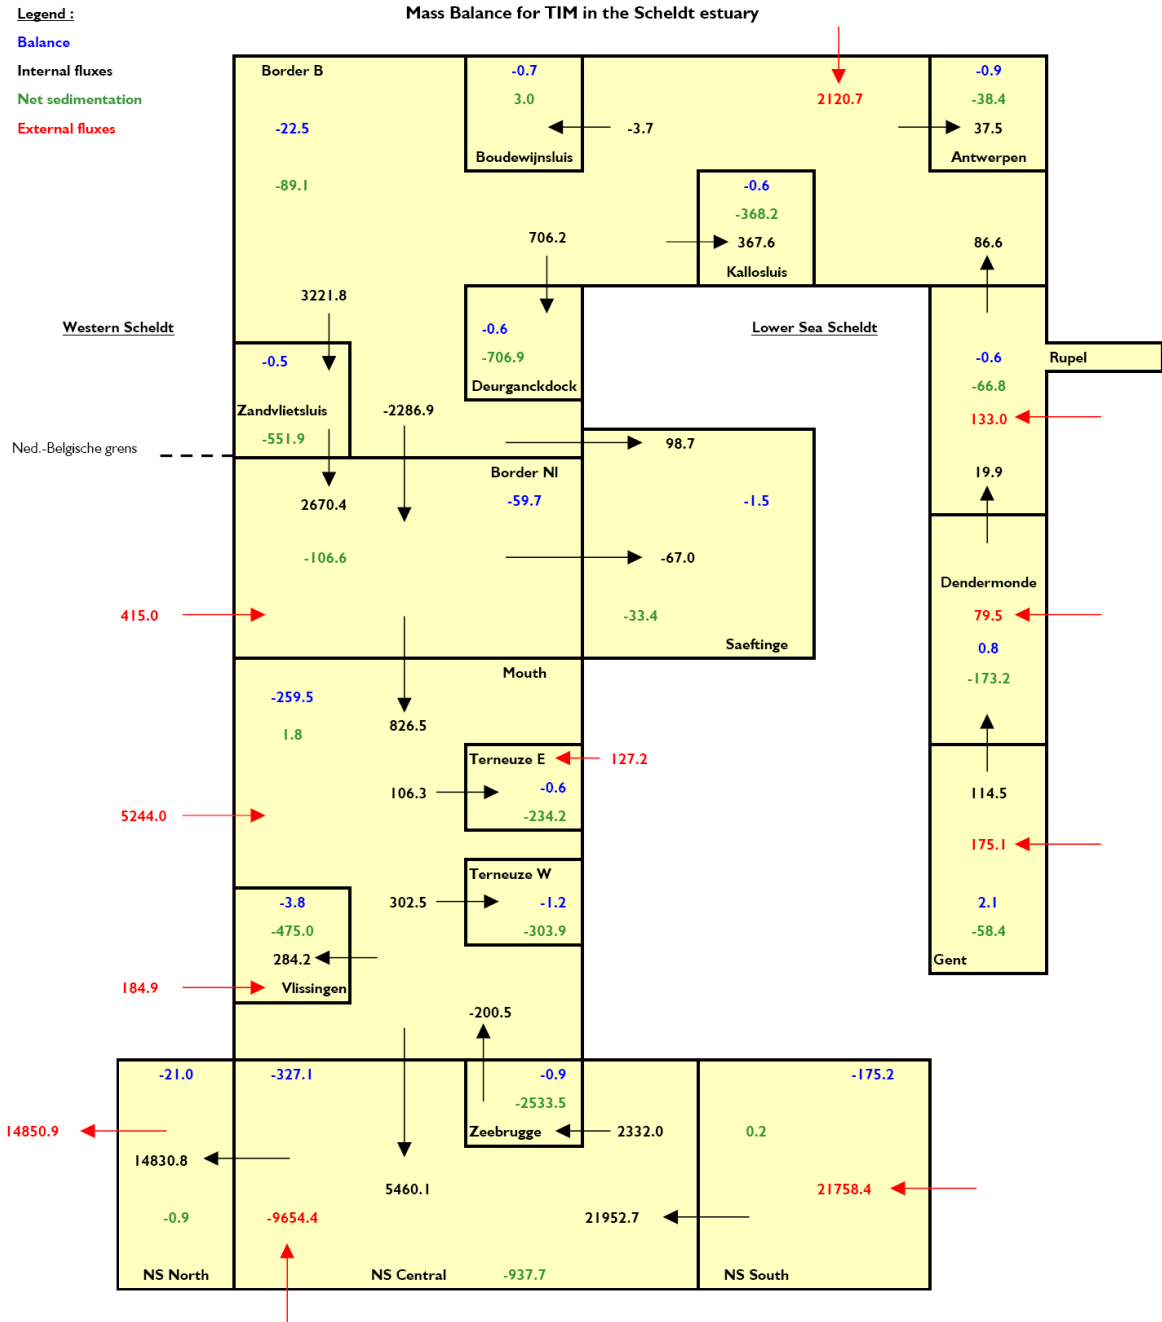 Legend :
Mass Balance for TIM in the Scheldt estuary
Balance
Internal fluxes
Net sedimentation
External fluxes
Border B
-0.7
-0.9
3.0
2120.7
-38.4
-22.5
-3.7
37.5
Boudewijnsluis
Antwerpen
-89.1
-0.6
-368.2
706.2
367.6
86.6
Kallosluis
3221.8
Western Scheldt
-0.6
Lower Sea Scheldt
-0.5
-706.9
-0.6
Rupel
Deurganckdock
-66.8
Zandvlietsluis
-2286.9
133.0
-551.9
98.7
Ned.-Belgische grens
Border Nl
19.9
2670.4
-59.7
-1.5
-106.6
-67.0
Dendermonde
415.0
-33.4
79.5
Saeftinge
0.8
Mouth
-173.2
-259.5
826.5
1.8
Terneuze E
127.2
106.3
-0.6
114.5
5244.0
-234.2
175.1
Terneuze W
-3.8
302.5
-1.2
2.1
-475.0
-303.9
-58.4
284.2
Gent
184.9
Vlissingen
-200.5
-21.0
-327.1
-0.9
-175.2
-2533.5
14850.9
Zeebrugge
2332.0
0.2
14830.8
5460.1
21758.4
-0.9
-9654.4
21952.7
NS North
NS Central
-937.7
NS South